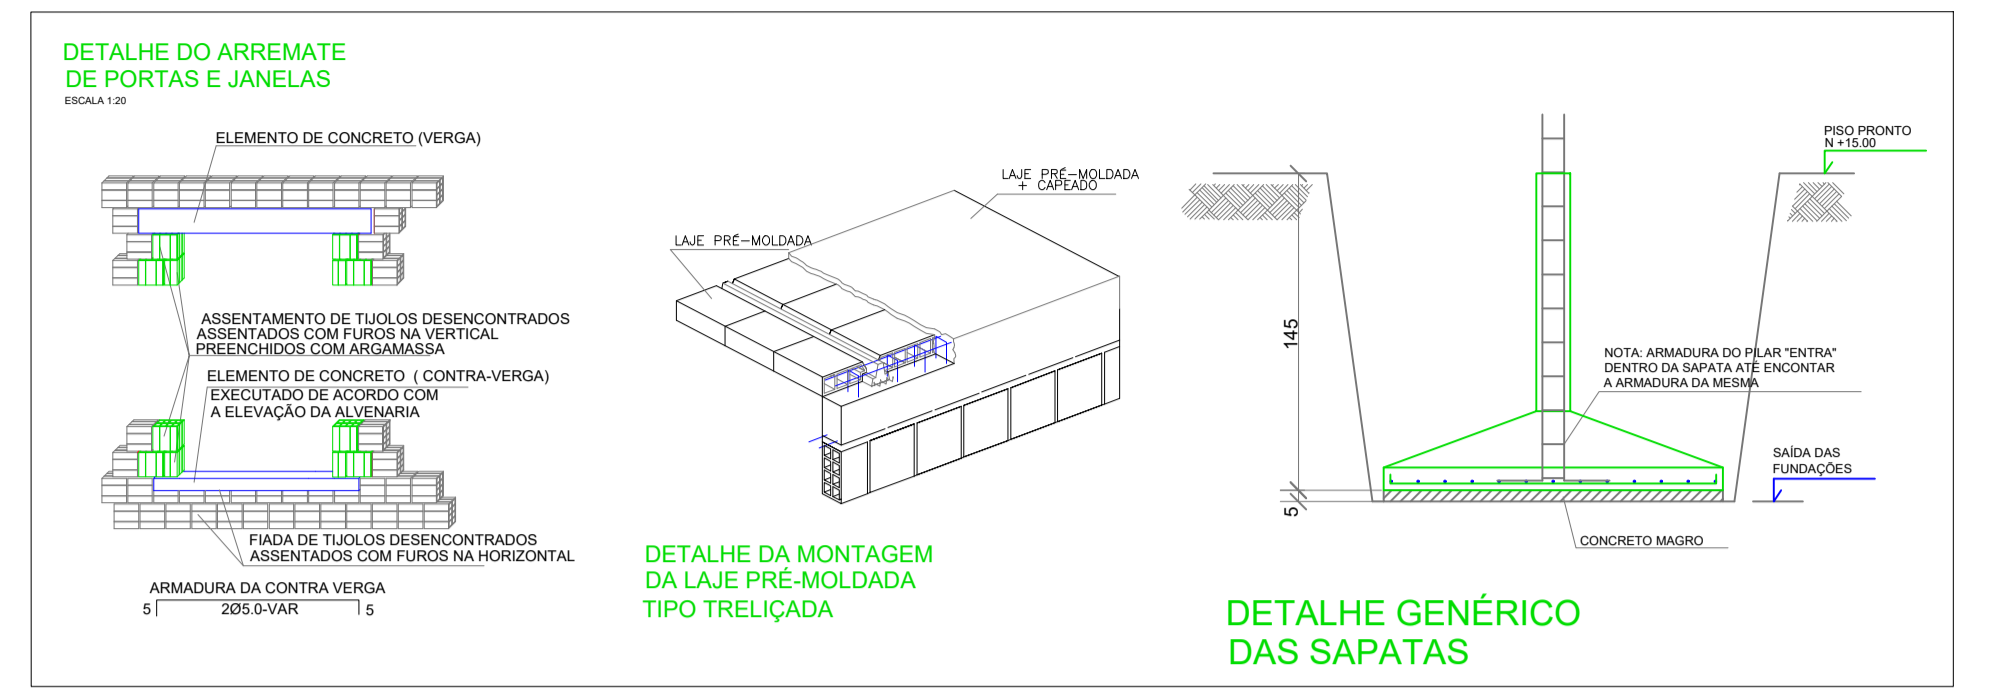 DETALHE DO ARREMATE
DE PORTAS E JANELAS
ESCALA 1:20
ELEMENTO DE CONCRETO (VERGA)
ASSENTAMENTO DE TIJOLOS DESENCONTRADOS
ASSENTADOS COM FUROS NA VERTICAL
PREENCHIDOS COM ARGAMASSA
ELEMENTO DE CONCRETO ( CONTRA-VERGA)
EXECUTADO DE ACORDO COM
A ELEVAÇÃO DA ALVENARIA
FIADA DE TIJOLOS DESENCONTRADOS
ASSENTADOS COM FUROS NA HORIZONTAL
ARMADURA DA CONTRA VERGA
5 2Ø5.0-VAR 5
LAJE PRÉ-MOLDADA
+ CAPEADO
LAJE PRÉ-MOLDADA
DETALHE DA MONTAGEM
DA LAJE PRÉ-MOLDADA
TIPO TRELIÇADA
PISO PRONTO
N +15.00
145
NOTA: ARMADURA DO PILAR "ENTRA"
DENTRO DA SAPATA ATÉ ENCONTAR
A ARMADURA DA MESMA
SAÍDA DAS
FUNDAÇÕES
5
CONCRETO MAGRO
DETALHE GENÉRICO
DAS SAPATAS